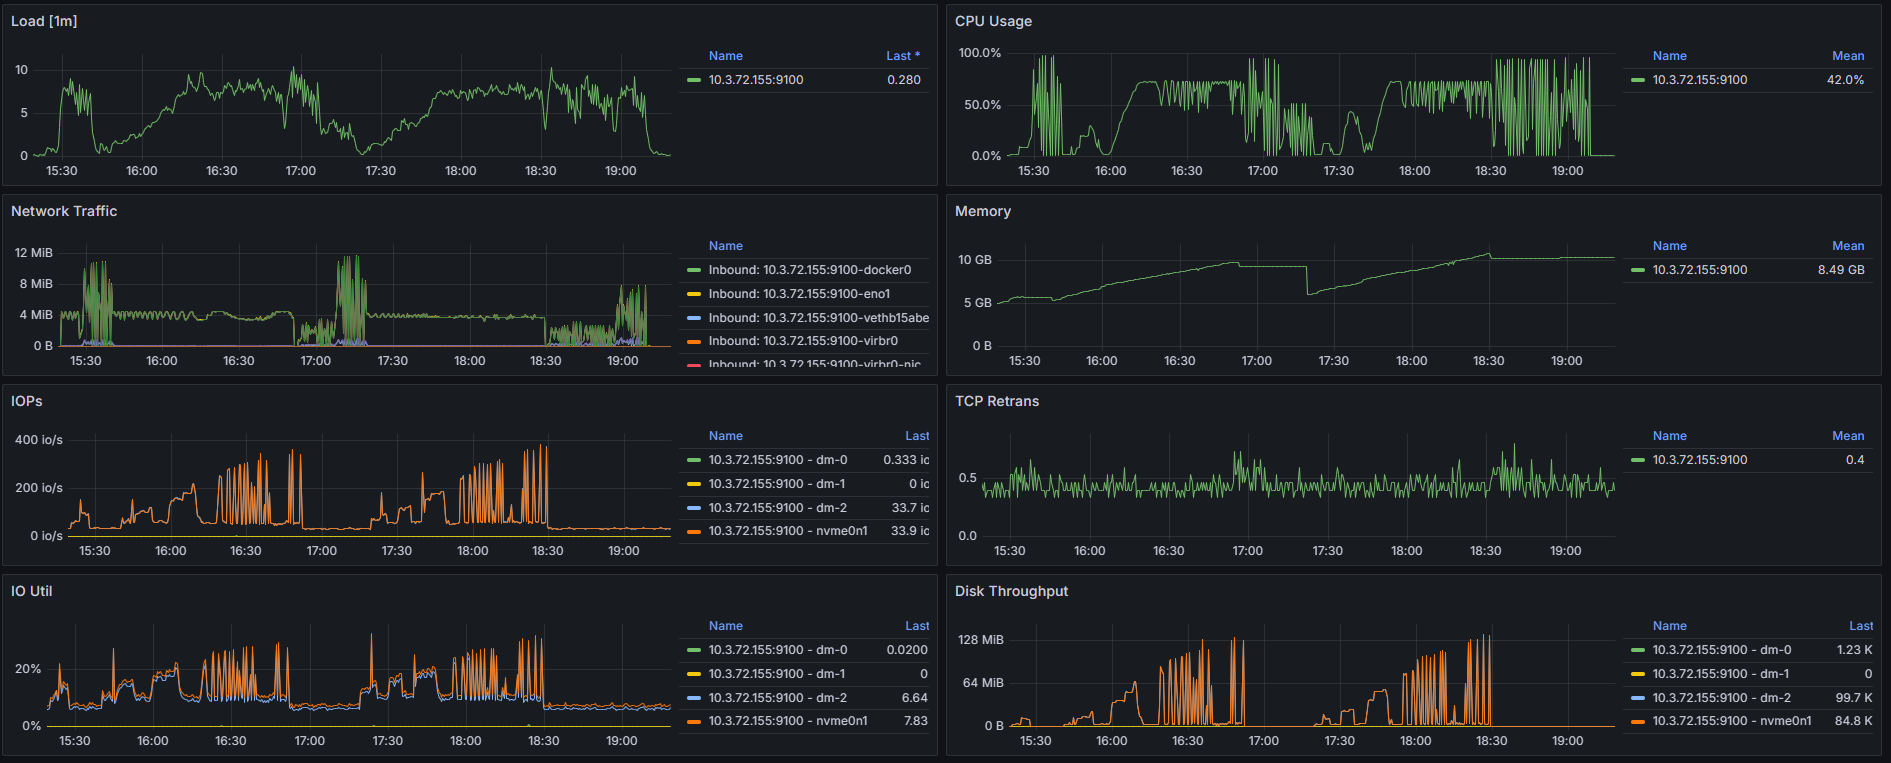 Load [1m]
Name Last *
10
10.3.72.155:9100 0.280
5
0
15:30 16:00 16:30 17:00 17:30 18:00 18:30 19:00
CPU Usage
Name Mean
100.0%
10.3.72.155:9100 42.0%
50.0%
0.0%
15:30 16:00 16:30 17:00 17:30 18:00 18:30 19:00
Network Traffic
Name
12 MiB
Inbound: 10.3.72.155:9100-docker0
8 MiB
Inbound: 10.3.72.155:9100-eno1
4 MiB
Inbound: 10.3.72.155:9100-vethb15abe
0 B
Inbound: 10.3.72.155:9100-virbr0
Inbound: 10.3.72.155:9100-virbr0-nic
15:30 16:00 16:30 17:00 17:30 18:00 18:30 19:00
Memory
Name Mean
10 GB
10.3.72.155:9100 8.49 GB
5 GB
0 B
15:30 16:00 16:30 17:00 17:30 18:00 18:30 19:00
IOPs
Name Last
400 io/s
10.3.72.155:9100 - dm-0 0.333 io
10.3.72.155:9100 - dm-1 0 io
200 io/s
10.3.72.155:9100 - dm-2 33.7 io
10.3.72.155:9100 - nvme0n1 33.9 io
0 io/s
15:30 16:00 16:30 17:00 17:30 18:00 18:30 19:00
TCP Retrans
Name Mean
10.3.72.155:9100 0.4
0.5
0.0
15:30 16:00 16:30 17:00 17:30 18:00 18:30 19:00
IO Util
Name Last
10.3.72.155:9100 - dm-0 0.0200
20%
10.3.72.155:9100 - dm-1 0
10.3.72.155:9100 - dm-2 6.64
0%
10.3.72.155:9100 - nvme0n1 7.83
15:30 16:00 16:30 17:00 17:30 18:00 18:30 19:00
Disk Throughput
Name Last
128 MiB
10.3.72.155:9100 - dm-0 1.23 K
10.3.72.155:9100 - dm-1 0
64 MiB
10.3.72.155:9100 - dm-2 99.7 K
0 B
10.3.72.155:9100 - nvme0n1 84.8 K
15:30 16:00 16:30 17:00 17:30 18:00 18:30 19:00